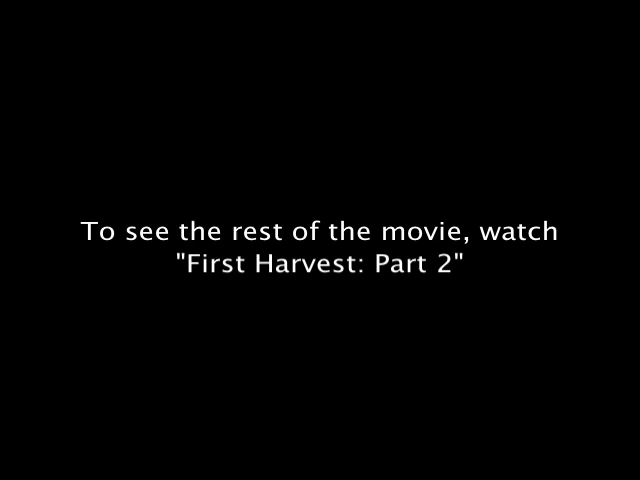 To see the rest of the movie, watch
"First Harvest: Part 2"